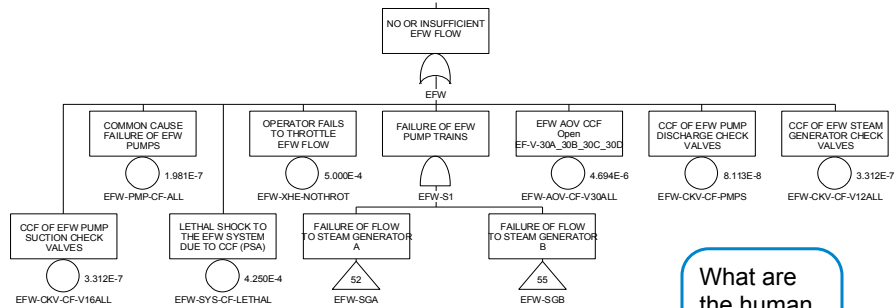 NO OR INSUFFICIENT
EFW FLOW
EFW
COMMON CAUSE
FAILURE OF EFW
PUMPS
1.981E-7
EFW-PMP-CF-ALL
OPERATOR FAILS
TO THROTTLE
EFW FLOW
5.000E-4
EFW-XHE-NOTHROT
FAILURE OF EFW
PUMP TRAINS
EFW-S1
EFW AOV CCF
Open
EF-V-30A_30B_30C_30D
4.694E-6
EFW-AOV-CF-V30ALL
CCF OF EFW PUMP
DISCHARGE CHECK
VALVES
8.113E-8
EFW-CKV-CF-PMPS
CCF OF EFW STEAM
GENERATOR CHECK
VALVES
3.312E-7
EFW-CKV-CF-V12ALL
CCF OF EFW PUMP
SUCTION CHECK
VALVES
3.312E-7
EFW-CKV-CF-V16ALL
LETHAL SHOCK TO
THE EFW SYSTEM
DUE TO CCF (PSA)
4.250E-4
EFW-SYS-CF-LETHAL
FAILURE OF FLOW
TO STEAM GENERATOR
A
52
EFW-SGA
FAILURE OF FLOW
TO STEAM GENERATOR
B
55
EFW-SGB
What are